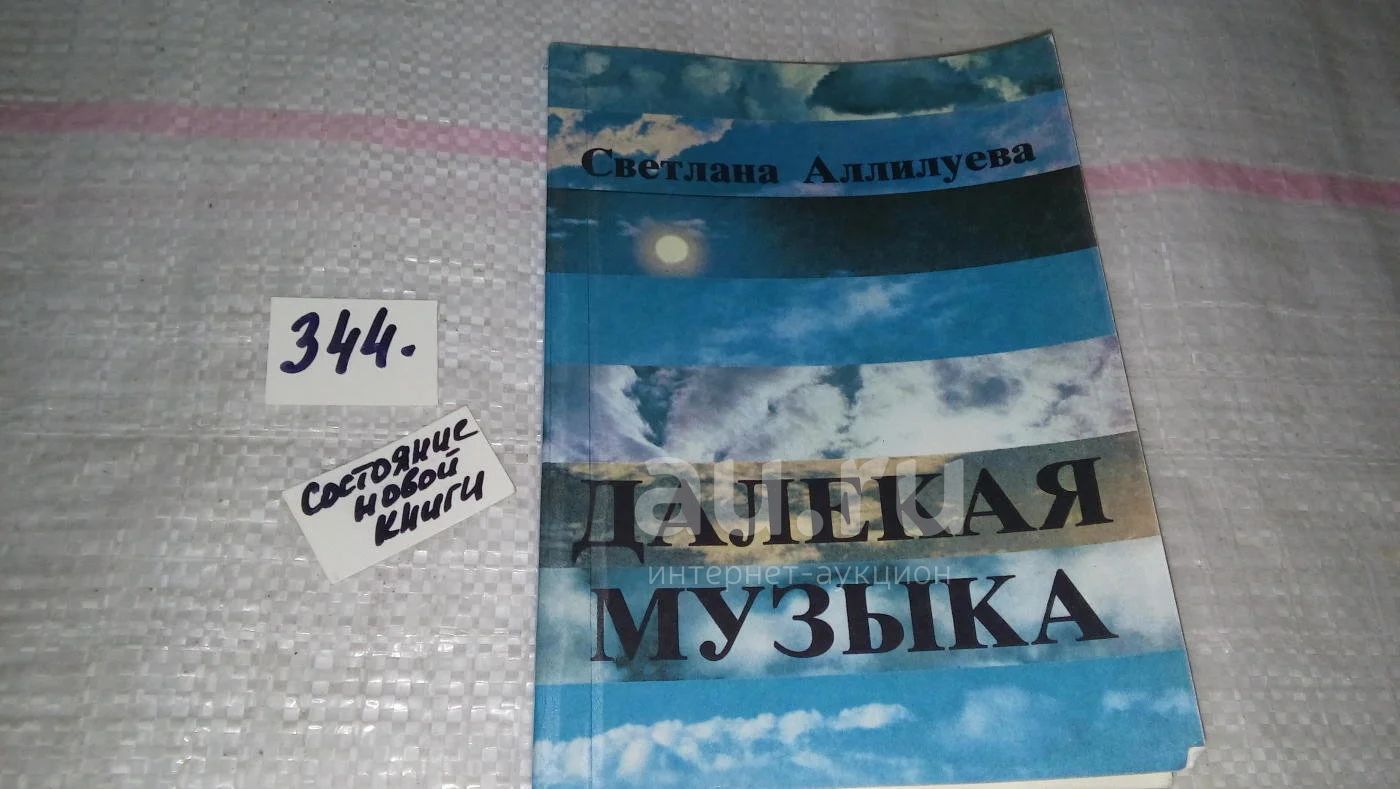 Светлана Аллилуева
344.
состояние
новой
книги
ДАЛЕКАЯ
МУЗЫКА
au.ru
интернет-аукцион